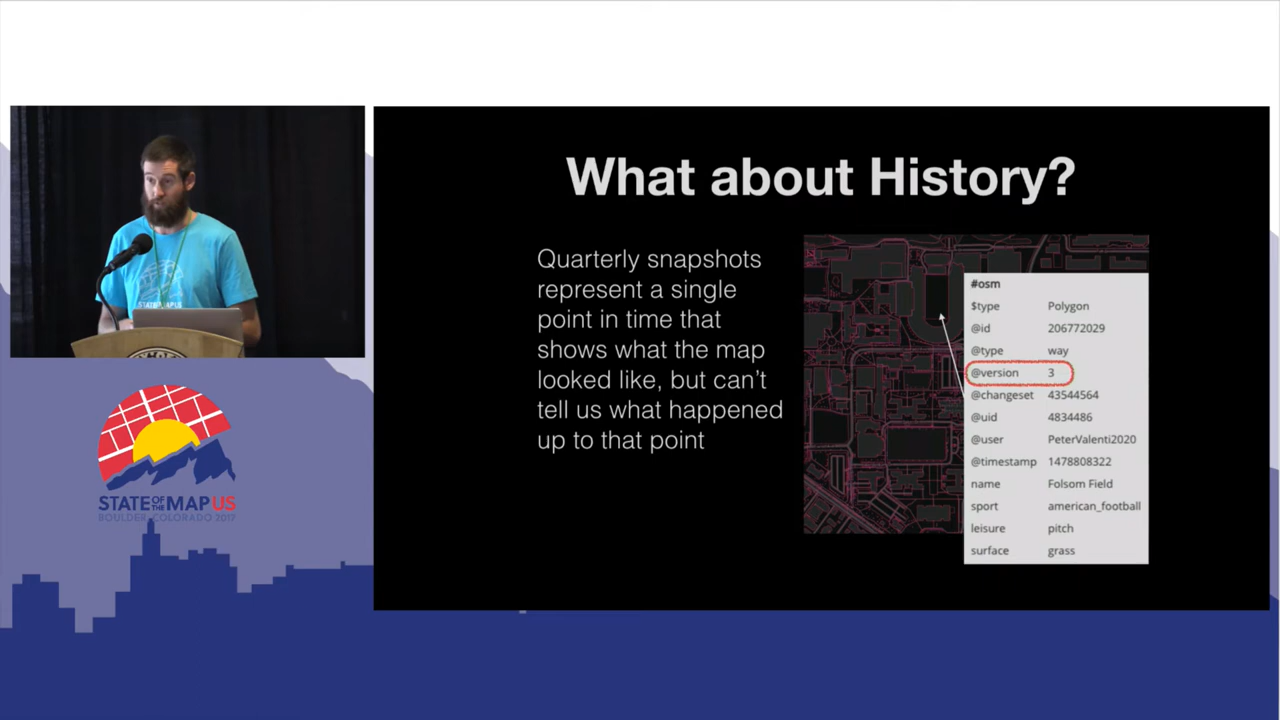 What about History?
Quarterly snapshots
represent a single
point in time that
shows what the map
looked like, but can't
tell us what happened
up to that point
#osm
$type Polygon
@id 206772029
@type way
@version 3
@changeset 43544564
@uid 4834486
@user PeterValenti2020
@timestamp 1478808322
name Folsom Field
sport american_football
leisure pitch
surface grass
STATE OF THE MAP US
BOULDER, COLORADO 2017
STATE MAP US